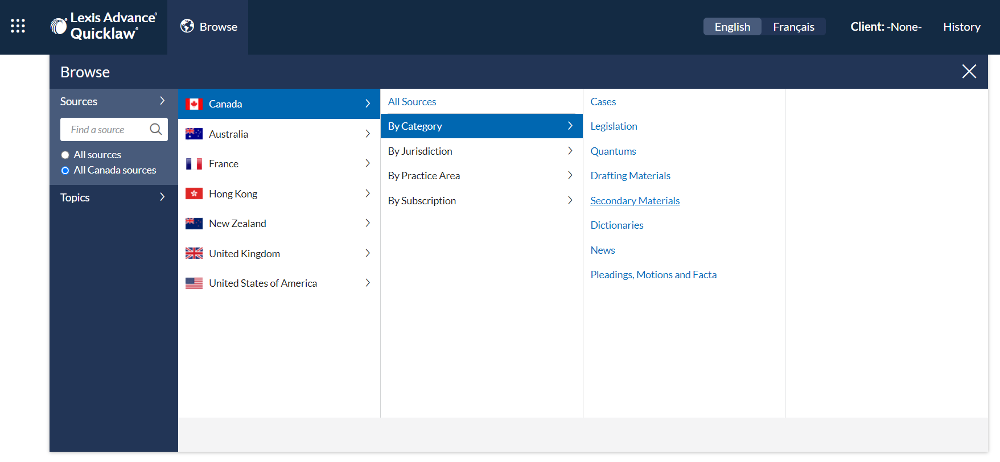 Lexis Advance®
Quicklaw®
Browse
English
Français
Client: -None-
History
Browse
Sources
Find a source
All sources
All Canada sources
Topics
Canada
Australia
France
Hong Kong
New Zealand
United Kingdom
United States of America
All Sources
By Category
By Jurisdiction
By Practice Area
By Subscription
Cases
Legislation
Quantums
Drafting Materials
Secondary Materials
Dictionaries
News
Pleadings, Motions and Facta